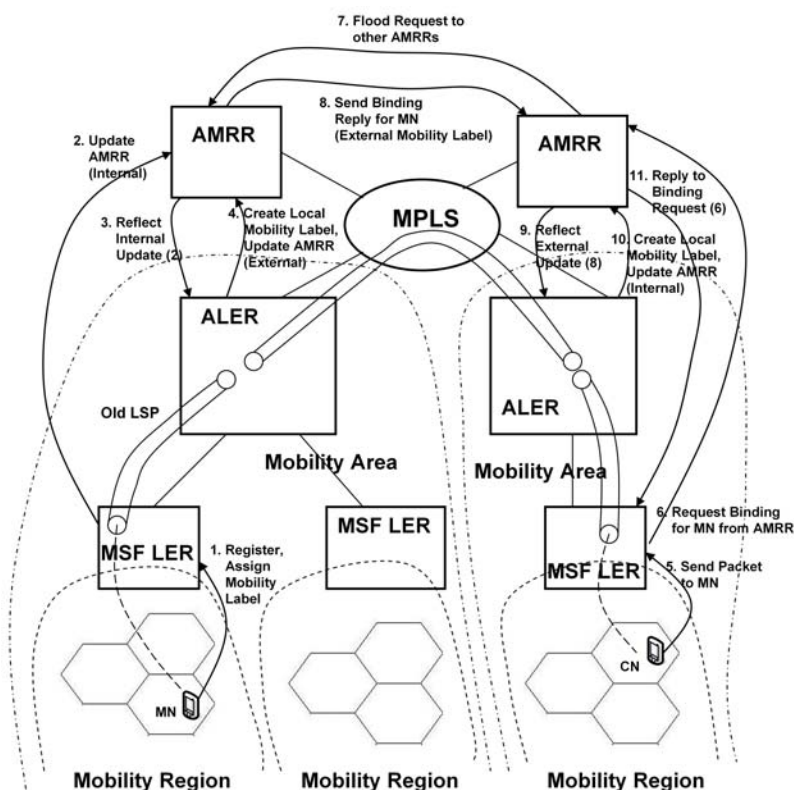 7. Flood Request to
other AMRRs
8. Send Binding
Reply for MN
(External Mobility Label)
2. Update
AMRR
(Internal)
AMRR
AMRR
11. Reply to
Binding
Request (6)
3. Reflect
Internal
Update (2)
4. Create Local
Mobility Label,
Update AMRR
(External)
MPLS
9. Reflect
External
Update (8)
10. Create Local
Mobility Label,
Update AMRR
(Internal)
ALER
ALER
Old LSP
Mobility Area
Mobility Area
MSF LER
1. Register,
Assign
Mobility
Label
MSF LER
MSF LER
6. Request Binding
for MN from AMRR
5. Send Packet
to MN
MN
CN
Mobility Region
Mobility Region
Mobility Region